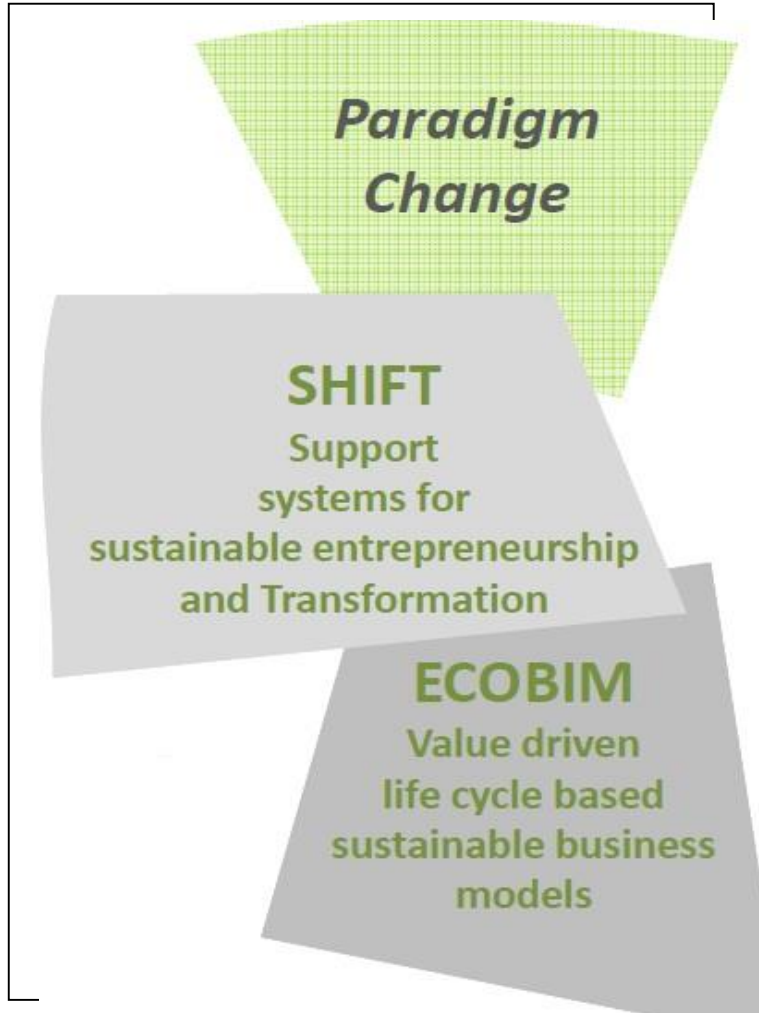 Paradigm
Change
SHIFT
Support
systems for
sustainable entrepreneurship
and Transformation
ECOBIM
Value driven
life cycle based
sustainable business
models